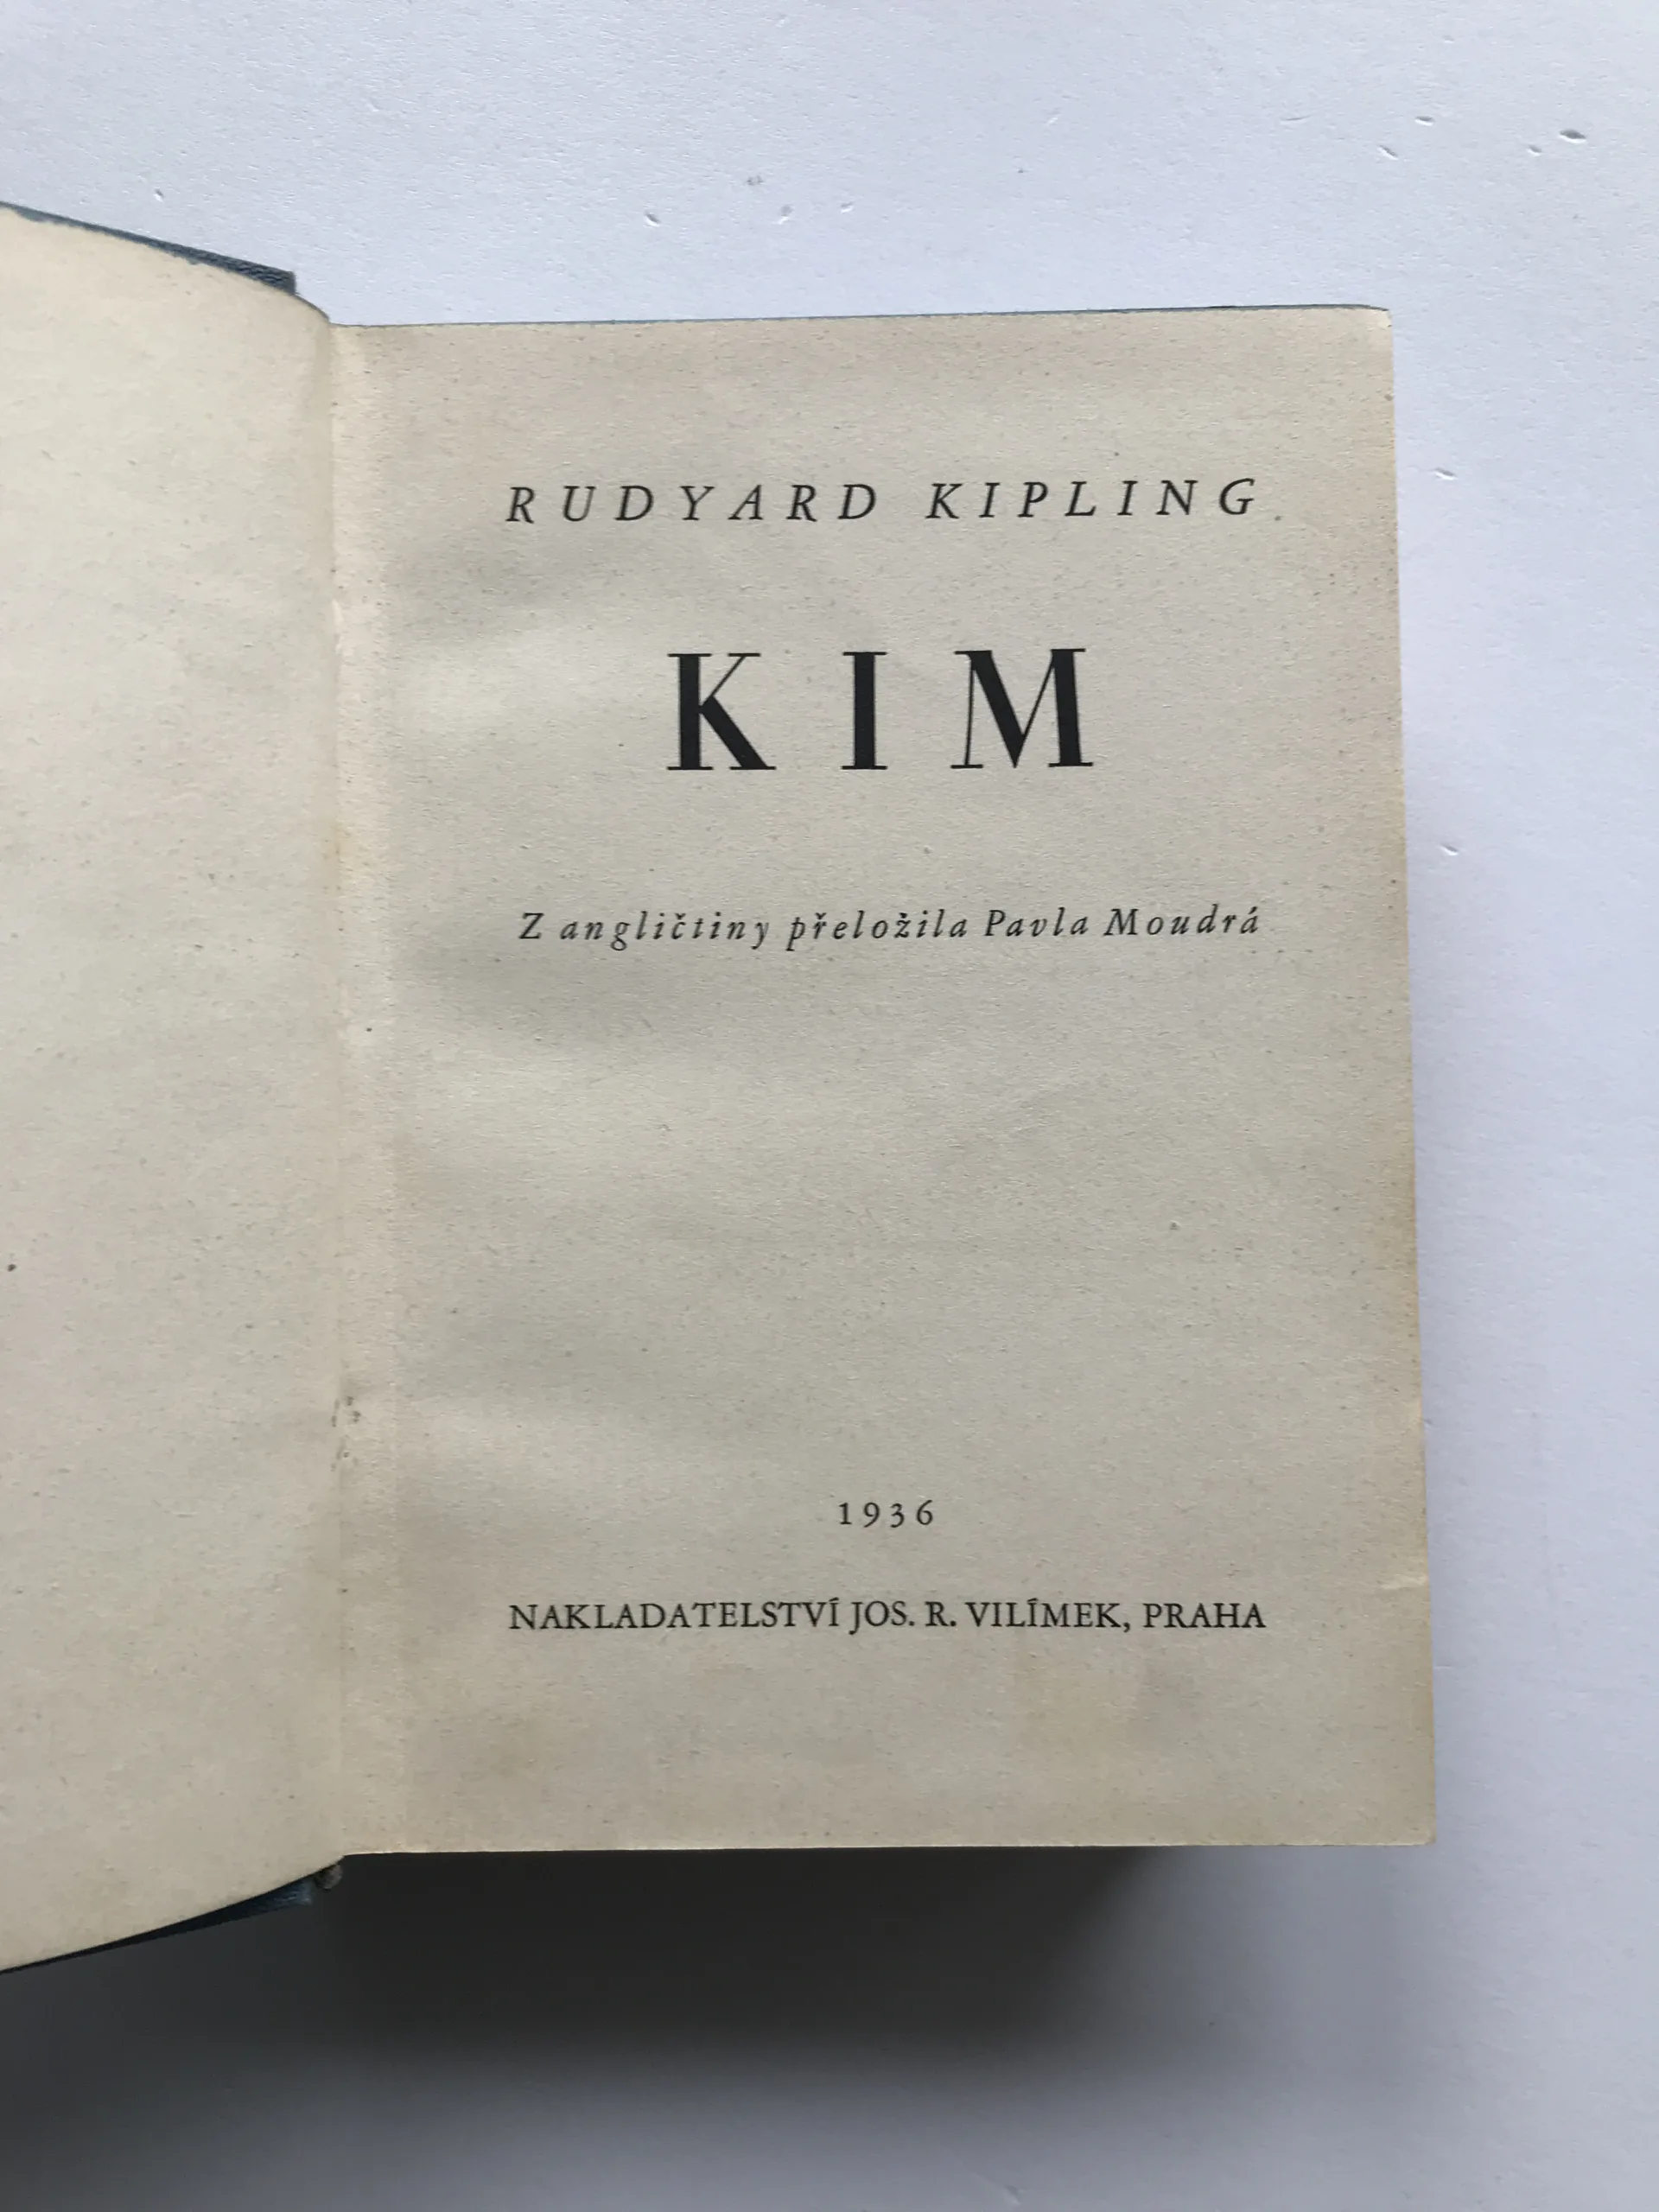 RUDYARD KIPLING
KIM
Z angličtiny přeložila Pavla Moudrá
1936
NAKLADATELSTVÍ JOS. R. VILÍMEK, PRAHA